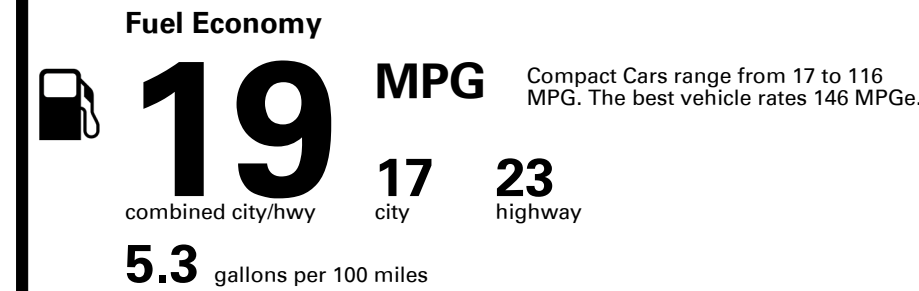 Fuel Economy
19 MPG
Compact Cars range from 17 to 116
MPG. The best vehicle rates 146 MPGe.
17 23
combined city/hwy city highway
5.3 gallons per 100 miles